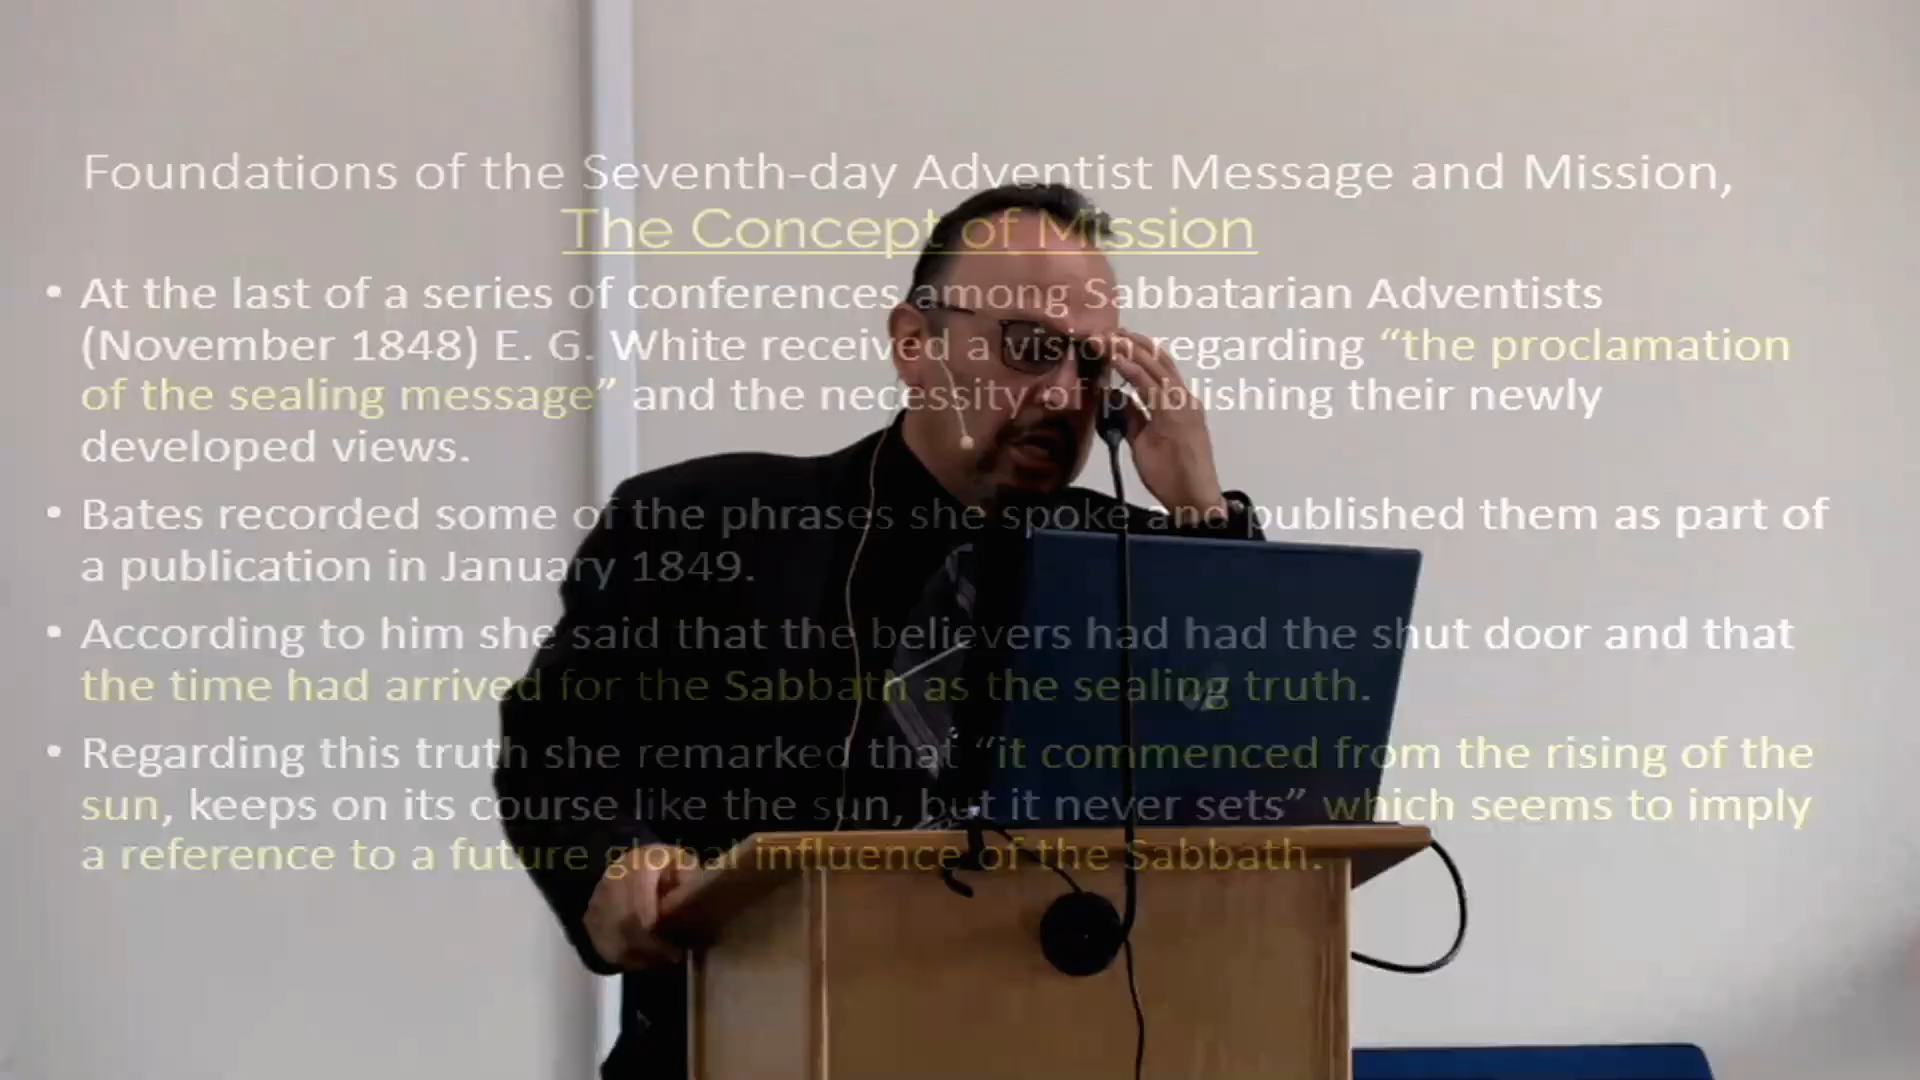 Foundations of the Seventh-day Adventist Message and Mission,
The Concept of Mission
• At the last of a series of conferences among Sabbatarian Adventists
(November 1848) E. G. White received a vision regarding “the proclamation
of the sealing message” and the necessity of publishing their newly
developed views.
• Bates recorded some of the phrases she spoke and published them as part of
a publication in January 1849.
• According to him she said that the believers had had the shut door and that
the time had arrived for the Sabbath as the sealing truth.
• Regarding this truth she remarked that “it commenced from the rising of the
sun, keeps on its course like the sun, but it never sets” which seems to imply
a reference to a future global influence of the Sabbath.
hp